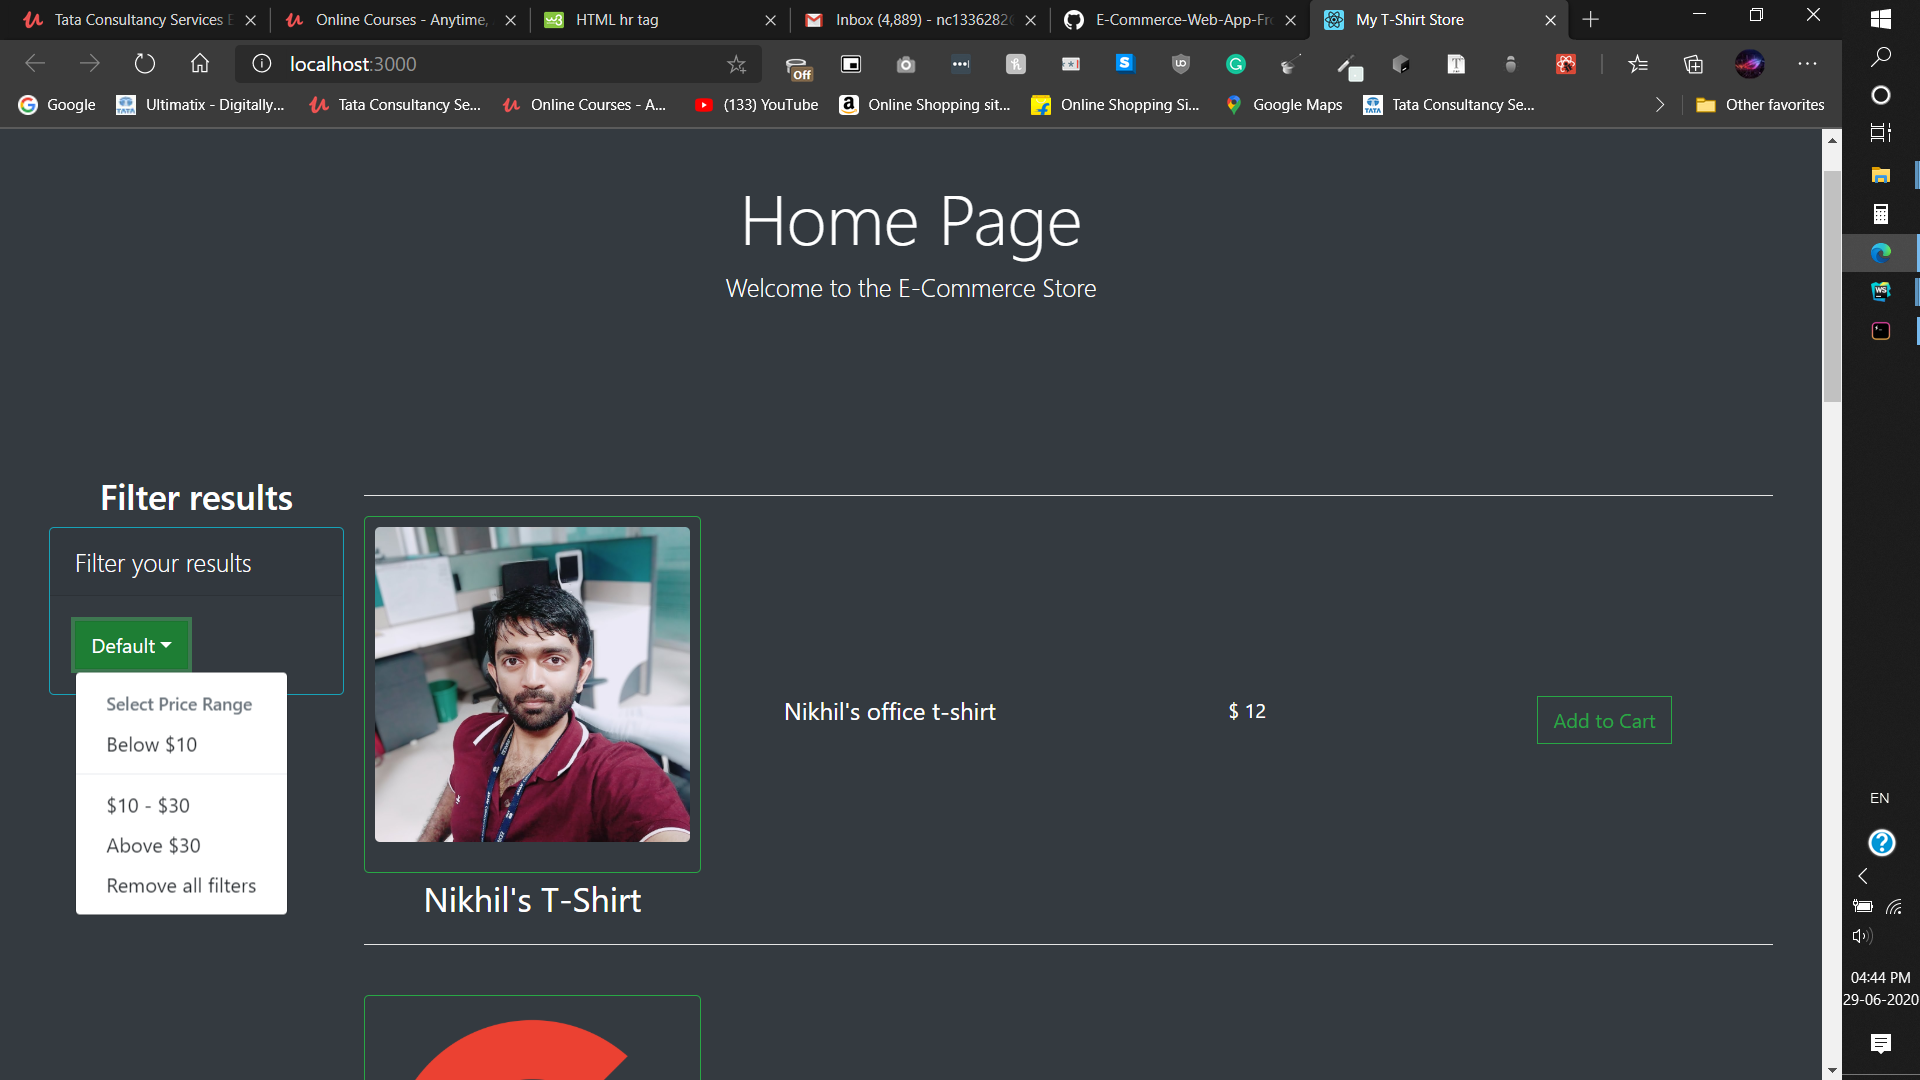 Tata Consultancy Services E
Online Courses - Anytime,
HTML hr tag
Inbox (4,889) - nc1336282
E-Commerce-Web-App-Fro
My T-Shirt Store
localhost:3000
Off
Google
Ultimatix - Digitally...
Tata Consultancy Se...
Online Courses - A...
(133) YouTube
Online Shopping sit...
Online Shopping Si...
Google Maps
Tata Consultancy Se...
Other favorites
Home Page
Welcome to the E-Commerce Store
Filter results
Filter your results
Default
Select Price Range
Below $10
$10 - $30
Above $30
Remove all filters
Nikhil's office t-shirt
$ 12
Add to Cart
Nikhil's T-Shirt
EN
04:44 PM
29-06-2020